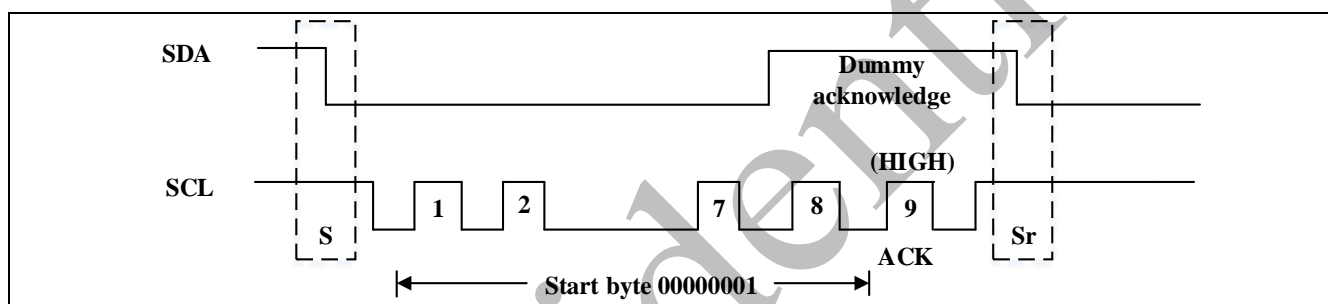 SDA
Dummy
acknowledge
(HIGH)
SCL
1
2
7
8
9
S
Sr
ACK
Start byte 00000001